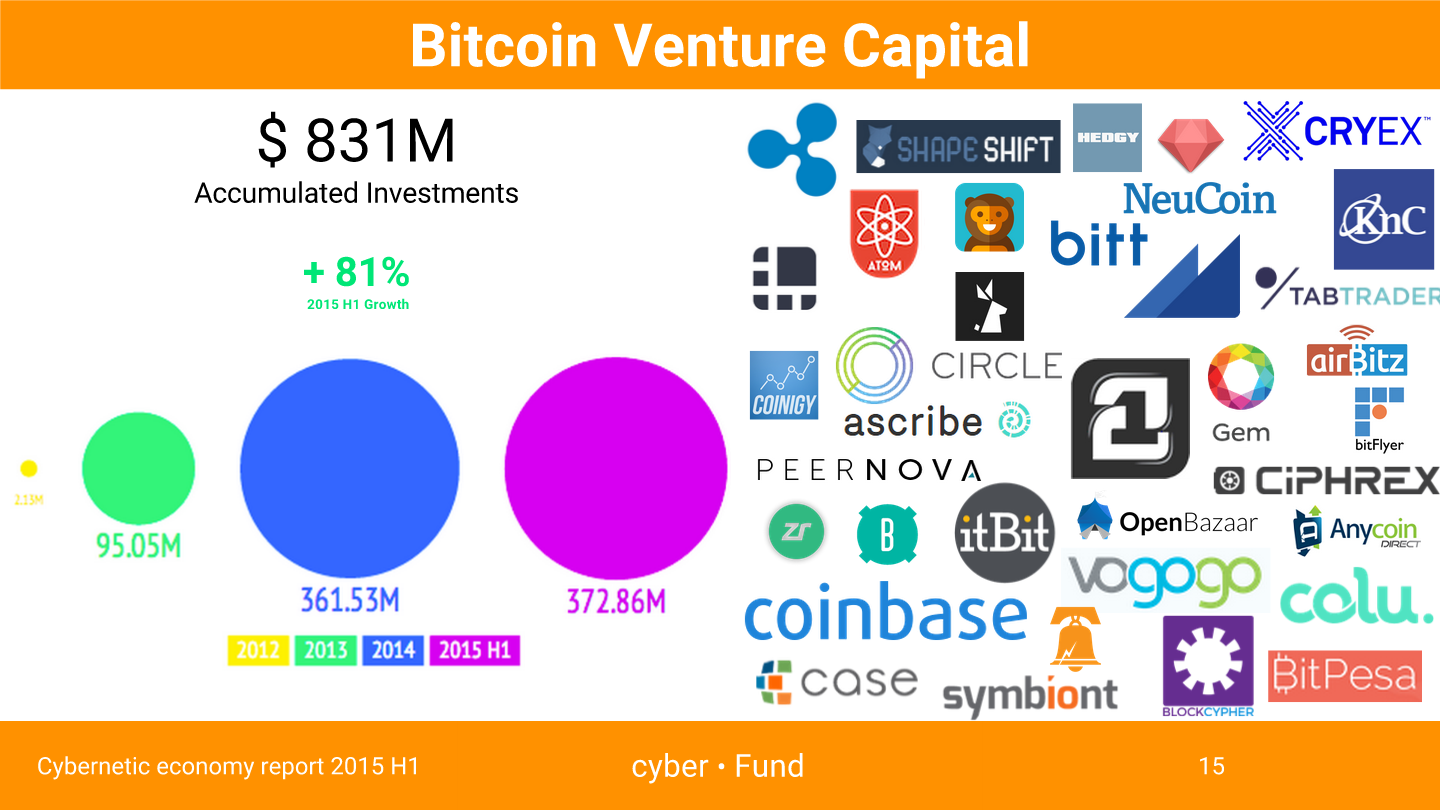 Bitcoin Venture Capital
$ 831M
Accumulated Investments
+ 81%
2015 H1 Growth
2.13M
95.05M
361.53M
372.86M
2012
2013
2014
2015 H1
SHAPESHIFT
HEDGY
CRYEX™
ATOM
NeuCoin
bitt
KnC
TABTRADER
COINIGY
CIRCLE
ascribe
1
Gem
airBitz
bitFlyer
PEERNOVA
CiPHREX
zr
B
itBit
OpenBazaar
Anycoin
DIRECT
vogogo
coinbase
colu.
case
symbiont
BLOCKCYPHER
BitPesa
Cybernetic economy report 2015 H1
cyber • Fund
15